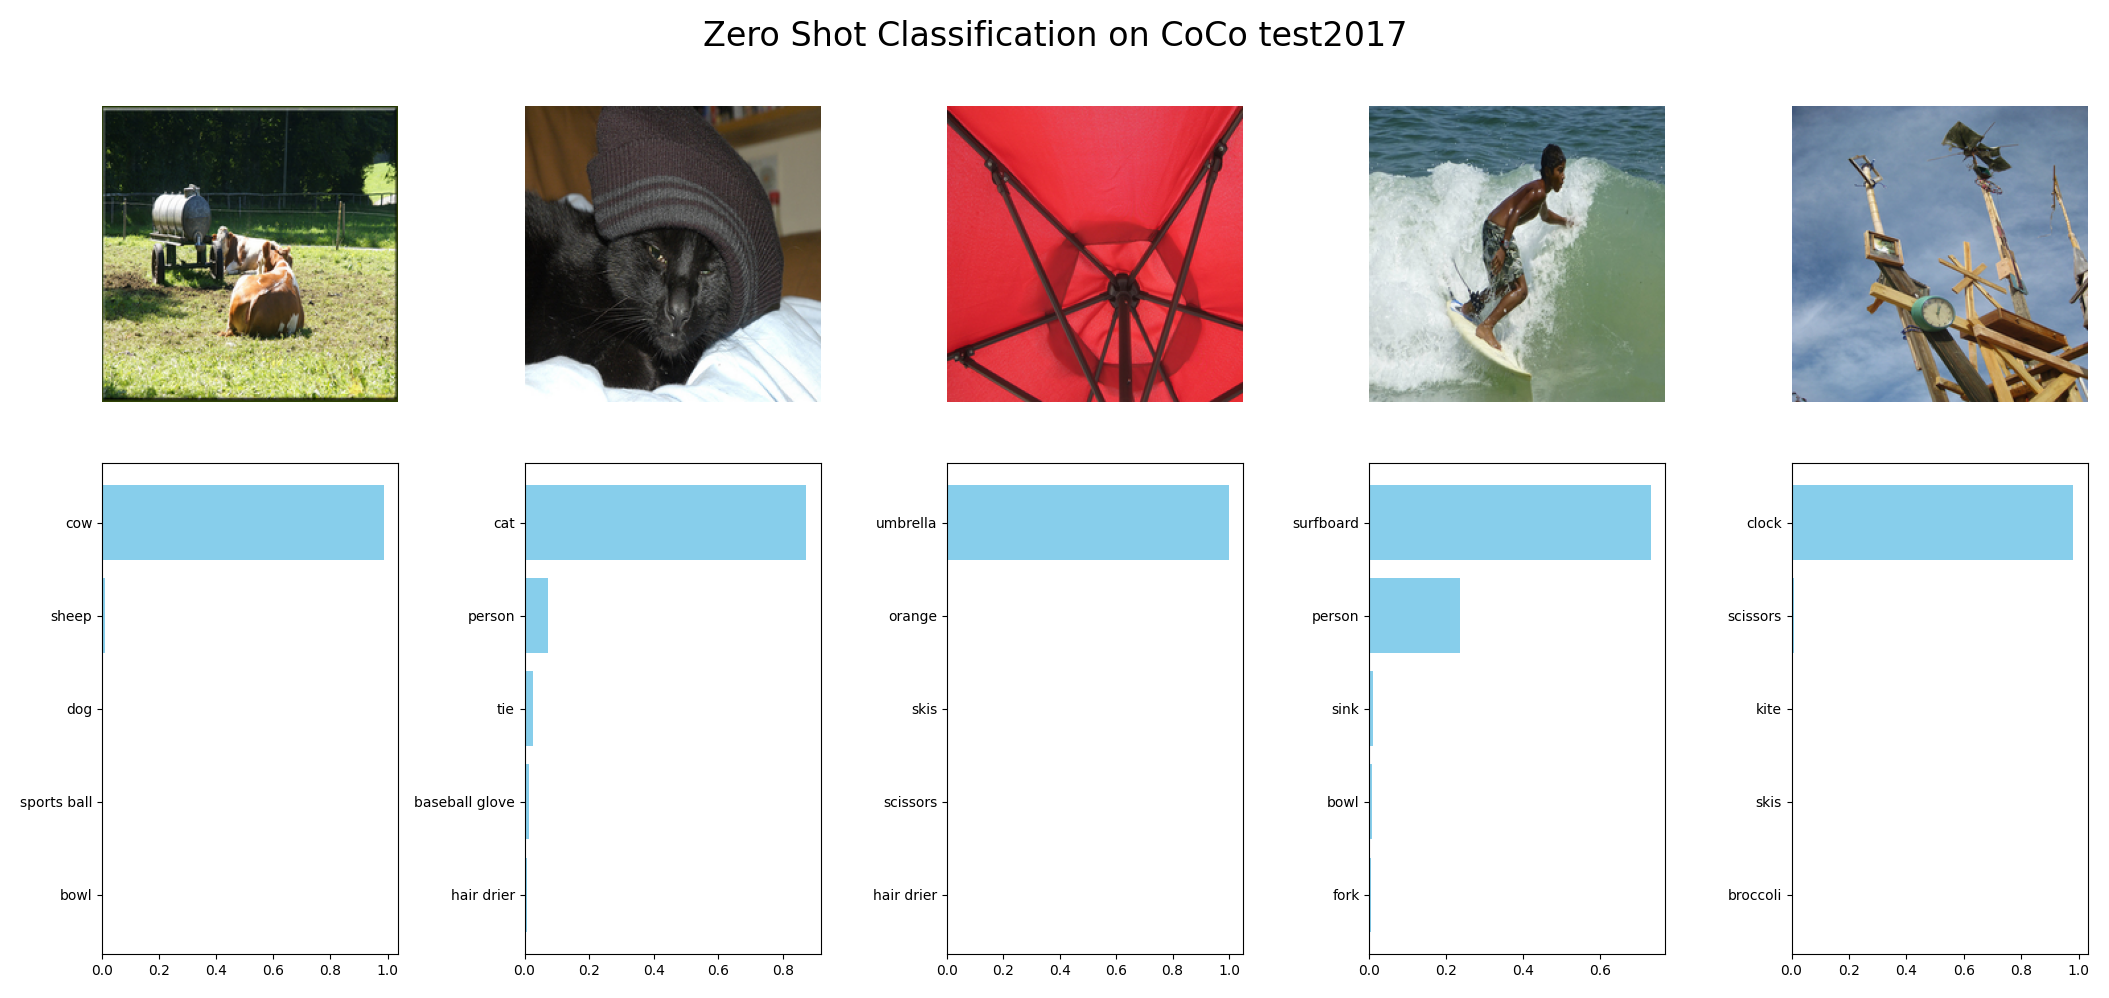 Zero Shot Classification on CoCo test2017
cow
sheep
dog
sports ball
bowl
0.0 0.2 0.4 0.6 0.8 1.0
cat
person
tie
baseball glove
hair drier
0.0 0.2 0.4 0.6 0.8
umbrella
orange
skis
scissors
hair drier
0.0 0.2 0.4 0.6 0.8 1.0
surfboard
person
sink
bowl
fork
0.0 0.2 0.4 0.6
clock
scissors
kite
skis
broccoli
0.0 0.2 0.4 0.6 0.8 1.0